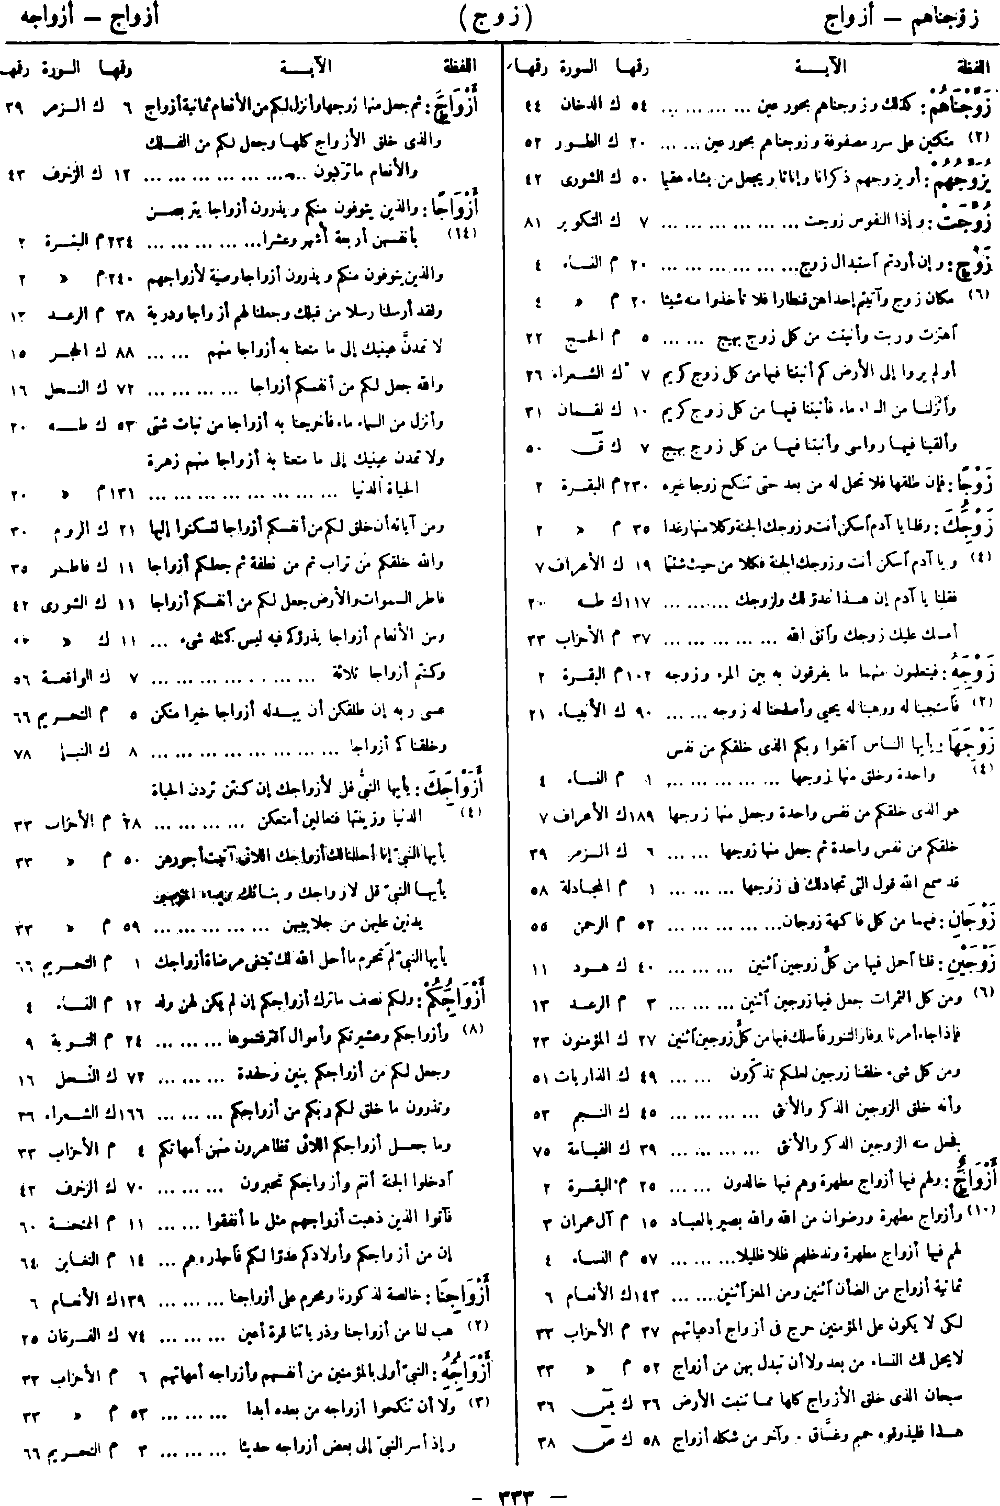 زوّجناهم — أزواج (زوج) أزواج — أزواجه
اللفظة الآيـــة رقها السورة رقها
زَوَّجْنَاهُمْ: كذلك وزوجناهم بحور عين ... ... ... ... ٥٤ ك الدخان ٤٤
(٢) متكئين على سرر مصفوفة وزوجناهم بحور عين ... ... ٢٠ ك الطور ٥٢
يُزَوِّجُهُمْ: أو يزوجهم ذكرانا وإناثا ويجعل من يشاء عقيما ٥٠ ك الشورى ٤٢
زُوِّجَتْ: وإذا النفوس زوجت ... ... ... ... ... ... ٧ ك التكوير ٨١
زَوْجٍ: وإن أردتم استبدال زوج ... ... ... ... ... ٢٠ م النساء ٤
(٦) مكان زوج وآتيتم إحداهن قنطارا فلا تأخذوا منه شيئا ٢٠ م » ٤
اهتزت وربت وأنبتت من كل زوج بهيج ... ... ٥ م الحج ٢٢
أولم يروا إلى الأرض كم أنبتنا فيها من كل زوج كريم ٧ ك الشعراء ٢٦
وأنزلنا من السماء ماء فأنبتنا فيها من كل زوج كريم ١٠ ك لقمان ٣١
وألقينا فيها رواسى وأنبتنا فيها من كل زوج بهيج ٧ ك قۤ ٥٠
زَوْجًا: فإن طلقها فلا تحل له من بعد حتى تنكح زوجا غيره ٢٣٠ م البقرة ٢
زَوْجُكَ: وقلنا يا آدم اسكن أنت وزوجك الجنة وكلا منها رغدا ٣٥ م » ٢
(٤) ويا آدم اسكن أنت وزوجك الجنة فكلا من حيث شئتما ١٩ ك الأعراف ٧
فقلنا يا آدم إن هذا عدو لك ولزوجك ... ... ... ١١٧ ك طه ٢٠
أمسك عليك زوجك واتق الله ... ... ... ... ... ٣٧ م الأحزاب ٣٣
زَوْجِهِ: فيتعلمون منهما ما يفرقون به بين المرء وزوجه ١٠٢ م البقرة ٢
(٢) فاستجبنا له ووهبنا له يحيى وأصلحنا له زوجه ... ... ٩٠ ك الأنبياء ٢١
زَوْجَهَا: يأيها الناس اتقوا ربكم الذى خلقكم من نفس
(٤) واحدة وخلق منها زوجها ... ... ... ... ... ١ م النساء ٤
هو الذى خلقكم من نفس واحدة وجعل منها زوجها ١٨٩ ك الأعراف ٧
خلقكم من نفس واحدة ثم جعل منها زوجها ... ... ٦ ك الزمر ٣٩
قد سمع الله قول التى تجادلك فى زوجها ... ... ... ١ م المجادلة ٥٨
زَوْجَانِ: فيهما من كل فاكهة زوجان ... ... ... ... ... ٥٢ م الرحمن ٥٥
زَوْجَيْنِ: قلنا احمل فيها من كلٍّ زوجين اثنين ... ... ... ٤٠ ك هود ١١
(٦) ومن كل الثمرات جعل فيها زوجين اثنين ... ... ... ٣ م الرعد ١٣
فإذا جاء أمرنا وفار التنور فاسلك فيها من كلٍّ زوجين اثنين ٢٧ ك المؤمنون ٢٣
ومن كل شىء خلقنا زوجين لعلكم تذكرون ... ... ٤٩ ك الذاريات ٥١
وأنه خلق الزوجين الذكر والأنثى ... ... ... ... ٤٥ ك النجم ٥٣
فجعل منه الزوجين الذكر والأنثى ... ... ... ... ٣٩ ك القيامة ٧٥
أَزْوَاجٌ: ولهم فيها أزواج مطهرة وهم فيها خالدون ... ... ٢٥ م البقرة ٢
(١٠) وأزواج مطهرة ورضوان من الله والله بصير بالعباد ١٥ م آل عمران ٣
لهم فيها أزواج مطهرة وندخلهم ظلا ظليلا ... ... ... ٥٧ م النساء ٤
ثمانية أزواج من الضأن اثنين ومن المعز اثنين ... ... ١٤٣ ك الأنعام ٦
لكى لا يكون على المؤمنين حرج فى أزواج أدعيائهم ٣٧ م الأحزاب ٣٣
لا يحل لك النساء من بعد ولا أن تبدل بهن من أزواج ٥٢ م » ٣٣
سبحان الذى خلق الأزواج كلها مما تنبت الأرض ٣٦ ك يسۤ ٣٦
هذا فليذوقوه حميم وغساق . وآخر من شكله أزواج ٥٨ ك صۤ ٣٨
اللفظة الآيـــة رقها السورة رقها
أَزْوَاجٍ: ثم جعل منها زوجها وأنزل لكم من الأنعام ثمانية أزواج ٦ ك الزمر ٣٩
والذى خلق الأزواج كلها وجعل لكم من الفلك
والأنعام ما تركبون ... ... ... ... ... ... ... ١٢ ك الزخرف ٤٣
أَزْوَاجًا: والذين يتوفون منكم ويذرون أزواجا يتربصن
(١٤) بأنفسهن أربعة أشهر وعشرا ... ... ... ... ... ٢٣٤ م البقرة ٢
والذين يتوفون منكم ويذرون أزواجا وصية لأزواجهم ٢٤٠ م » ٢
ولقد أرسلنا رسلا من قبلك وجعلنا لهم أزواجا وذرية ٣٨ م الرعد ١٣
لا تمدنَّ عينيك إلى ما متعنا به أزواجا منهم ... ... ٨٨ ك الحجر ١٥
والله جعل لكم من أنفسكم أزواجا ... ... ... ... ٧٢ ك النحل ١٦
وأنزل من السماء ماء فأخرجنا به أزواجا من نبات شتى ٥٣ ك طه ٢٠
ولا تمدن عينيك إلى ما متعنا به أزواجا منهم زهرة
الحياة الدنيا ... ... ... ... ... ... ... ... ١٣١ م » ٢٠
ومن آياته أن خلق لكم من أنفسكم أزواجا لتسكنوا إليها ٢١ ك الروم ٣٠
والله خلقكم من تراب ثم من نطفة ثم جعلكم أزواجا ١١ ك فاطر ٣٥
فاطر السموات والأرض جعل لكم من أنفسكم أزواجا ١١ ك الشورى ٤٢
ومن الأنعام أزواجا يذرؤكم فيه ليس كمثله شىء ... ١١ ك »
وكنتم أزواجا ثلاثة ... ... ... ... ... ... ... ٧ ك الواقعة ٥٦
عسى ربه إن طلقكن أن يبدله أزواجا خيرا منكن ٥ م التحريم ٦٦
وخلقناكم أزواجا ... ... ... ... ... ... ... ... ٨ ك النبإ ٧٨
أَزْوَاجَكَ: يأيها النبىُّ قل لأزواجك إن كنتن تردن الحياة
(٤) الدنيا وزينتها فتعالين أمتعكن ... ... ... ... ... ٢٨ م الأحزاب ٣٣
يأيها النبىّ إنا أحللنا لك أزواجك اللاتى آتيت أجورهن ٥٠ م » ٣٣
يأيها النبىّ قل لأزواجك وبناتك ونساء المؤمنين
يدنين عليهن من جلابيبهن ... ... ... ... ... ... ٥٩ م » ٣٣
يأيها النبىّ لم تحرم ما أحل الله لك تبتغى مرضاة أزواجك ١ م التحريم ٦٦
أَزْوَاجُكُمْ: ولكم نصف ما ترك أزواجكم إن لم يكن لهن ولد ١٢ م النساء ٤
(٨) وأزواجكم وعشيرتكم وأموال اقترفتموها ... ... ... ٢٤ م التوبة ٩
وجعل لكم من أزواجكم بنين وحفدة ... ... ... ٧٢ ك النحل ١٦
وتذرون ما خلق لكم ربكم من أزواجكم ... ... ... ١٦٦ ك الشعراء ٢٦
وما جعل أزواجكم اللائى تظاهرون منهن أمهاتكم ٤ م الأحزاب ٣٣
ادخلوا الجنة أنتم وأزواجكم تحبرون ... ... ... ٧٠ ك الزخرف ٤٣
فآتوا الذين ذهبت أزواجهم مثل ما أنفقوا ... ... ١١ م الممتحنة ٦٠
إن من أزواجكم وأولادكم عدوّا لكم فاحذروهم ... ١٤ م التغابن ٦٤
أَزْوَاجِنَا: خالصة لذكورنا ومحرم على أزواجنا ... ... ... ١٣٩ ك الأنعام ٦
(٢) هب لنا من أزواجنا وذرياتنا قرة أعين ... ... ... ٧٤ ك الفرقان ٢٥
أَزْوَاجُهُ: النبىّ أولى بالمؤمنين من أنفسهم وأزواجه أمهاتهم ٦ م الأحزاب ٣٣
(٣) ولا أن تنكحوا أزواجه من بعده أبدا ... ... ... ٥٣ م » ٣٣
وإذ أسر النبىّ إلى بعض أزواجه حديثا ... ... ... ٣ م التحريم ٦٦
— ٣٣٣ —